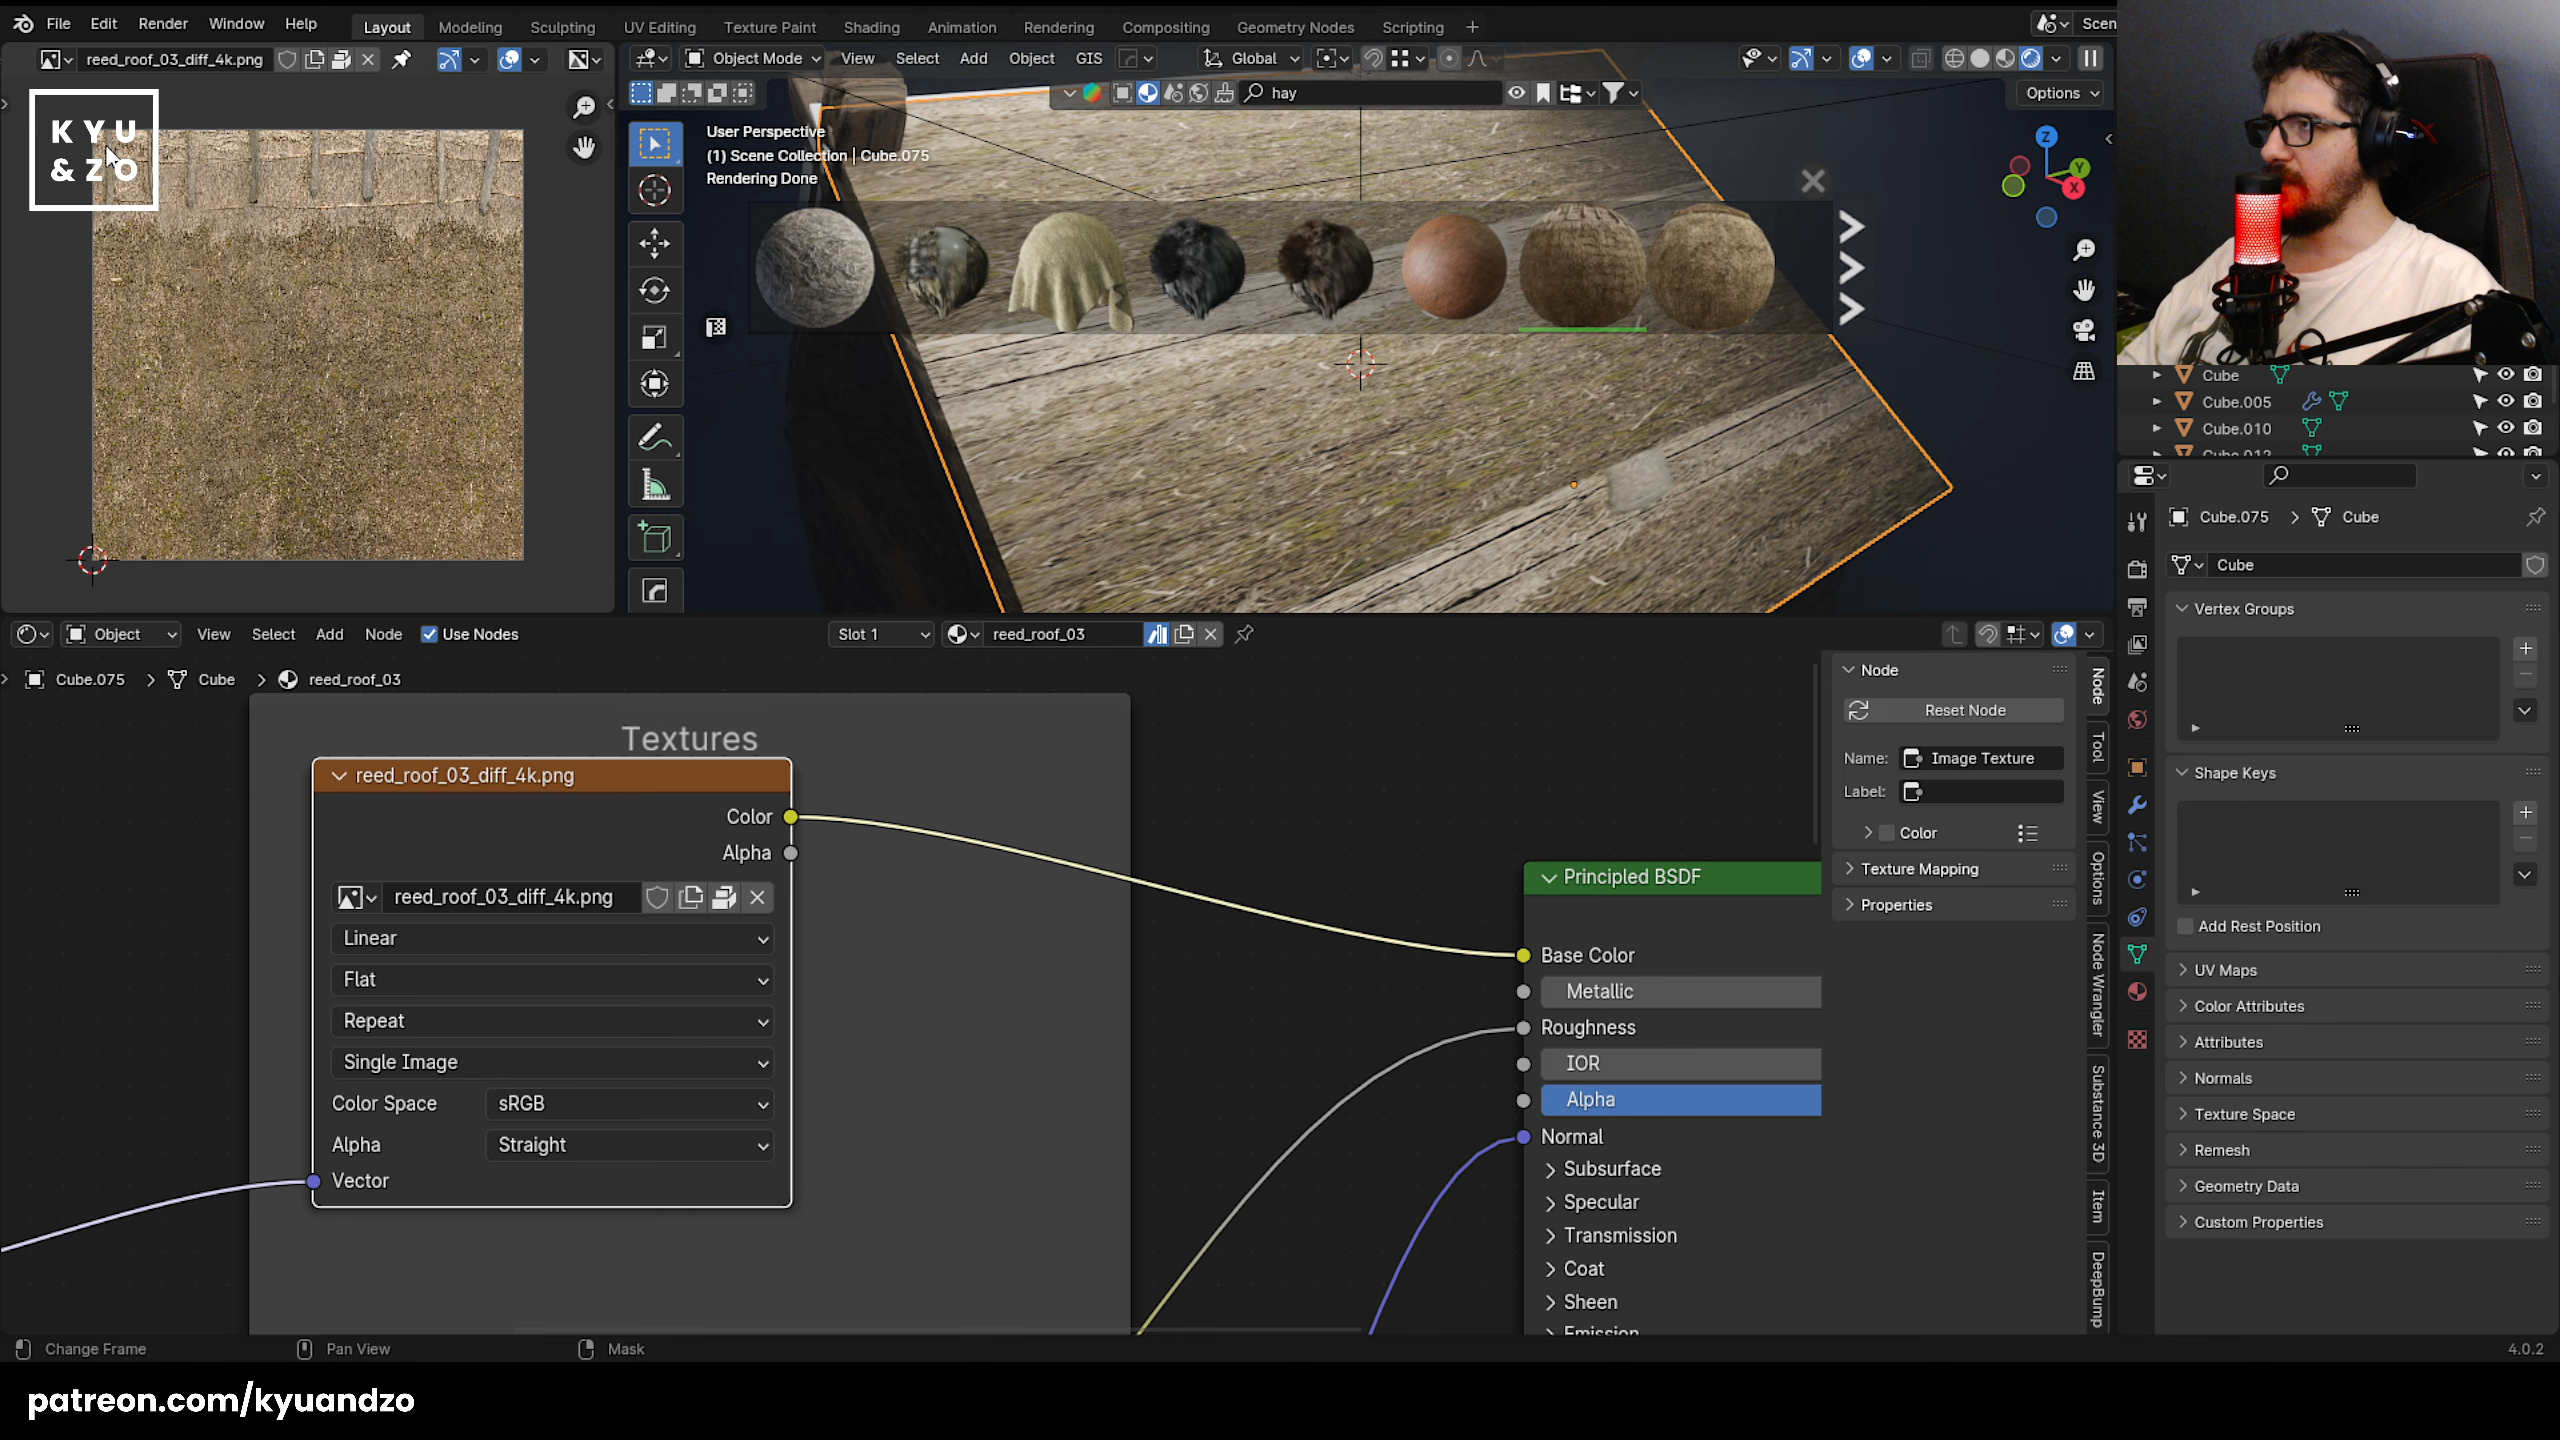 File Edit Render Window Help Layout Modeling Sculpting UV Editing Texture Paint Shading Animation Rendering Compositing Geometry Nodes Scripting + Scen
reed_roof_03_diff_4k.png
Object Mode View Select Add Object GIS Global
hay
Options
KYU
& ZO
User Perspective
(1) Scene Collection | Cube.075
Rendering Done
Z
Y
X
Cube
Cube.005
Cube.010
Cube.075 > Cube
Cube
Vertex Groups
Shape Keys
Add Rest Position
UV Maps
Color Attributes
Attributes
Normals
Texture Space
Remesh
Geometry Data
Custom Properties
Object View Select Add Node Use Nodes Slot 1 reed_roof_03
Cube.075 > Cube > reed_roof_03
Textures
reed_roof_03_diff_4k.png
Color
Alpha
reed_roof_03_diff_4k.png
Linear
Flat
Repeat
Single Image
Color Space sRGB
Alpha Straight
Vector
Principled BSDF
Base Color
Metallic
Roughness
IOR
Alpha
Normal
Subsurface
Specular
Transmission
Coat
Sheen
Emission
Node
Reset Node
Name: Image Texture
Label:
Color
Texture Mapping
Properties
Node
Tool
View
Options
Node Wrangler
Substance 3D
Item
DeepBump
Change Frame Pan View Mask 4.0.2
patreon.com/kyuandzo